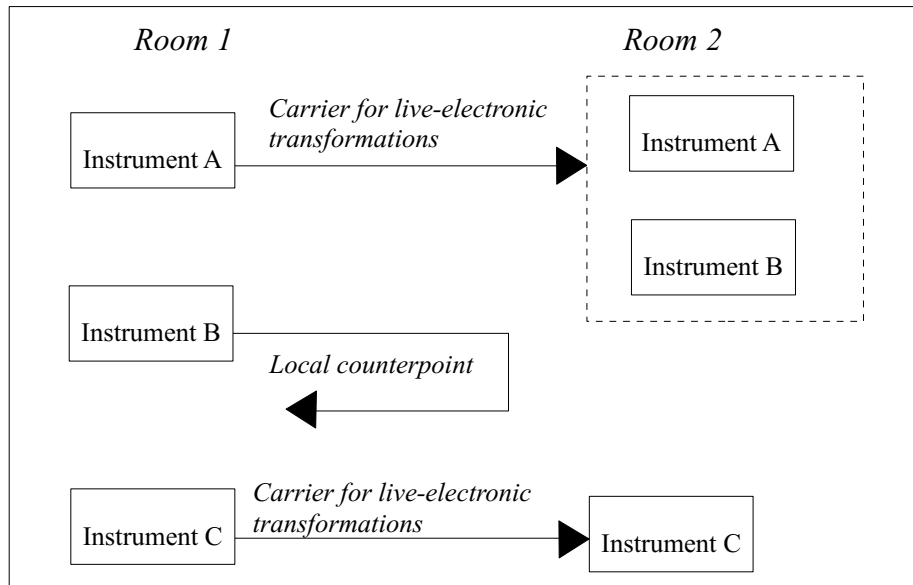 Room 1
Room 2
Carrier for live-electronic
transformations
Instrument A
Instrument A
Instrument B
Instrument B
Local counterpoint
Carrier for live-electronic
transformations
Instrument C
Instrument C